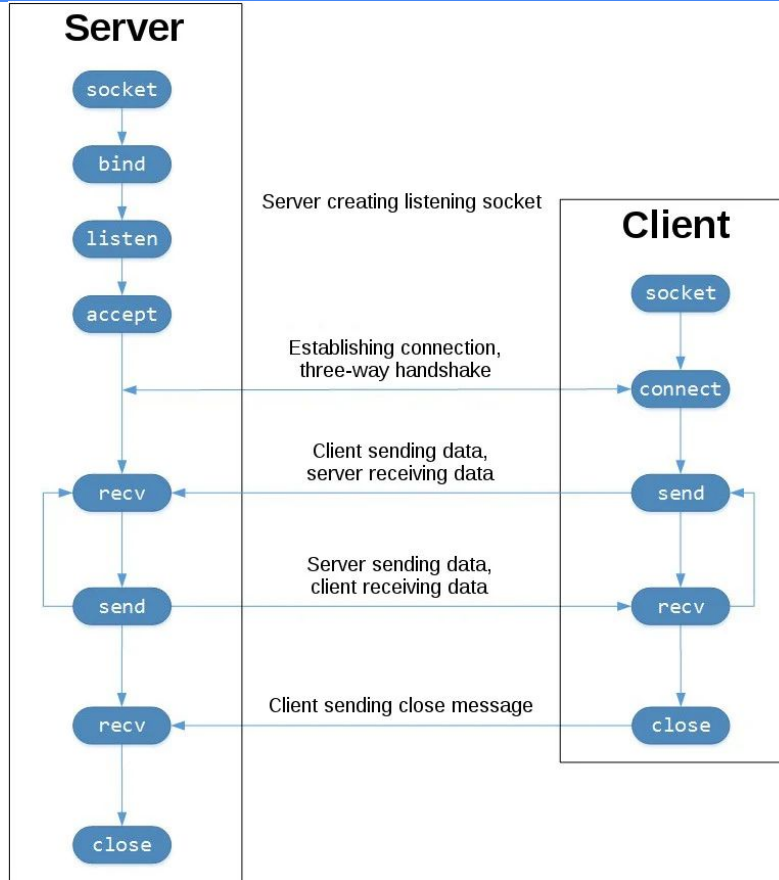 Server
socket
bind
Server creating listening socket
listen
Client
socket
accept
Establishing connection,
three-way handshake
connect
Client sending data,
server receiving data
recv
send
Server sending data,
client receiving data
send
recv
Client sending close message
recv
close
close